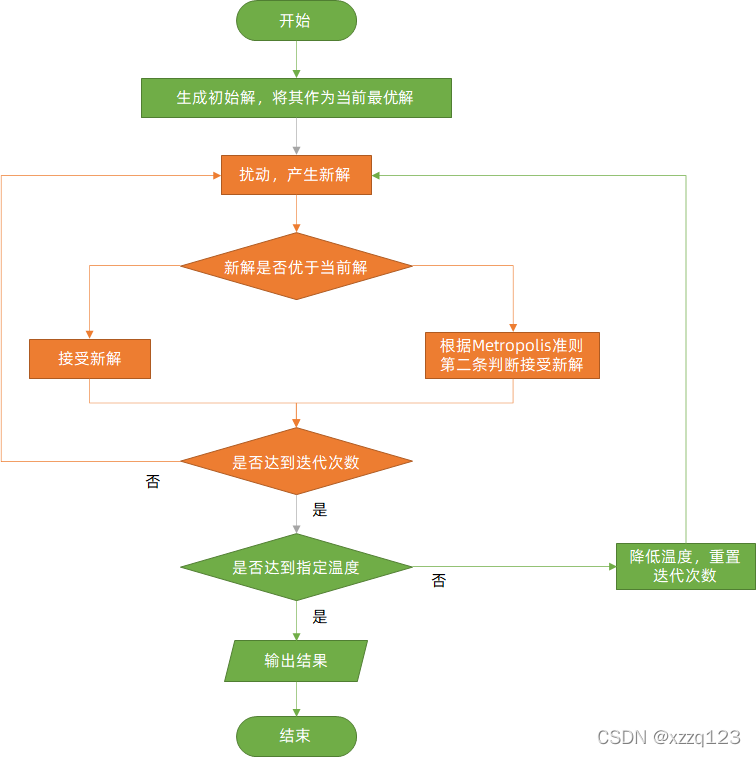 开始
生成初始解，将其作为当前最优解
扰动，产生新解
新解是否优于当前解
接受新解
根据Metropolis准则
第二条判断接受新解
是否达到迭代次数
否
是
是否达到指定温度
否
降低温度，重置
迭代次数
是
输出结果
结束
CSDN @xzzq123